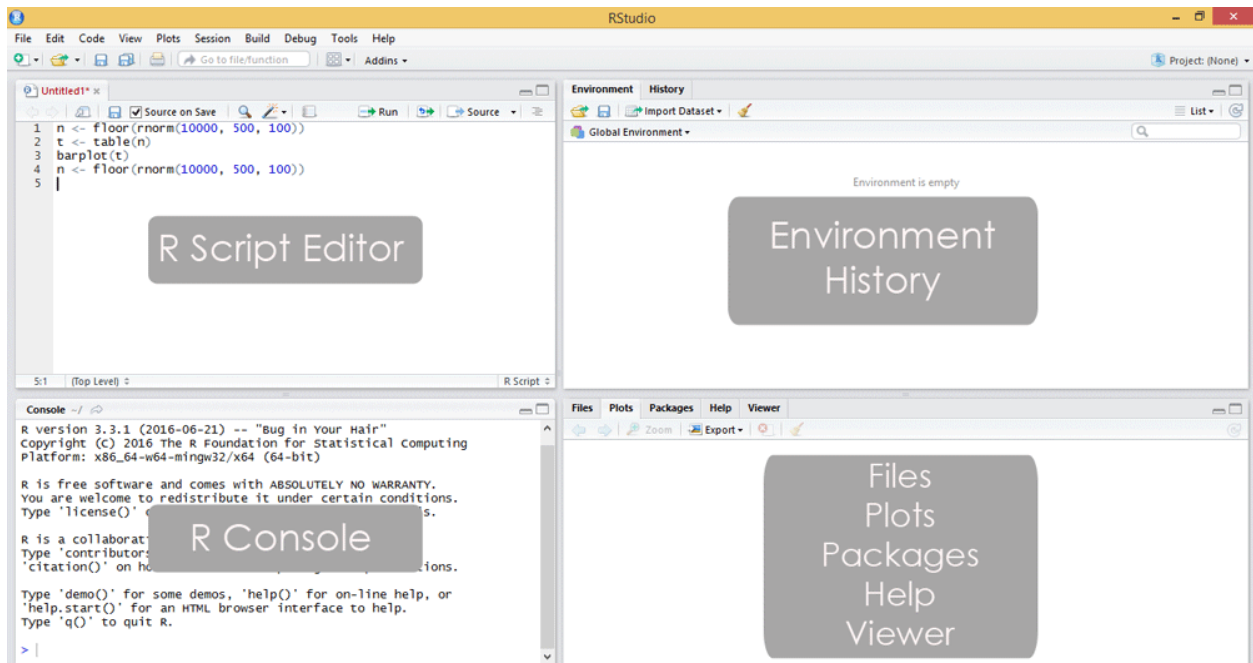 RStudio
File Edit Code View Plots Session Build Debug Tools Help
Go to file/function Addins Project: (None)
Untitled1*
Source on Save Run Source
1 n <- floor(rnorm(10000, 500, 100))
2 t <- table(n)
3 barplot(t)
4 n <- floor(rnorm(10000, 500, 100))
5
R Script Editor
5:1 (Top Level) R Script
Environment History
Import Dataset List
Global Environment
Environment is empty
Environment
History
Console ~/
R version 3.3.1 (2016-06-21) -- "Bug in Your Hair"
Copyright (C) 2016 The R Foundation for Statistical Computing
Platform: x86_64-w64-mingw32/x64 (64-bit)
R is free software and comes with ABSOLUTELY NO WARRANTY.
You are welcome to redistribute it under certain conditions.
Type 'license()'
R is a
Type
'citation()' on
Type 'demo()' for some demos, 'help()' for on-line help, or
'help.start()' for an HTML browser interface to help.
Type 'q()' to quit R.
>
R Console
Files Plots Packages Help Viewer
Zoom Export
Files
Plots
Packages
Help
Viewer